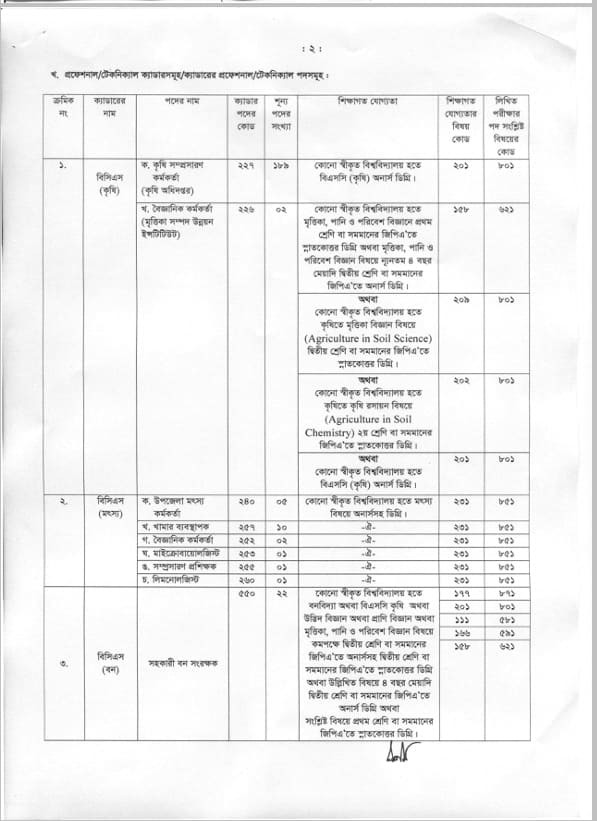 : ২ :
খ. প্রফেশনাল/টেকনিক্যাল ক্যাডারসমূহ/ক্যাডারের প্রফেশনাল/টেকনিক্যাল পদসমূহ :
ক্রমিক নং
ক্যাডারের নাম
পদের নাম
ক্যাডার পদের কোড
শূন্য পদের সংখ্যা
শিক্ষাগত যোগ্যতা
শিক্ষাগত যোগ্যতার বিষয় কোড
লিখিত পরীক্ষার পদ সংশ্লিষ্ট বিষয়ের কোড
১.
বিসিএস
(কৃষি)
ক. কৃষি সম্প্রসারণ
কর্মকর্তা
(কৃষি অধিদপ্তর)
২২৭
১৮৯
কোনো স্বীকৃত বিশ্ববিদ্যালয় হতে
বিএসসি (কৃষি) অনার্স ডিগ্রি।
২০১
৮০১
খ. বৈজ্ঞানিক কর্মকর্তা
(মৃত্তিকা সম্পদ উন্নয়ন
ইন্সটিটিউট)
২২৬
০২
কোনো স্বীকৃত বিশ্ববিদ্যালয় হতে
মৃত্তিকা, পানি ও পরিবেশ বিজ্ঞানে প্রথম
শ্রেণি বা সমমানের জিপিএ'তে
স্নাতকোত্তর ডিগ্রি অথবা মৃত্তিকা, পানি ও
পরিবেশ বিজ্ঞান বিষয়ে ন্যূনতম ৪ বছর
মেয়াদি দ্বিতীয় শ্রেণি বা সমমানের
জিপিএ'তে অনার্স ডিগ্রি।
১৫৮
৬২১
অথবা
কোনো স্বীকৃত বিশ্ববিদ্যালয় হতে
কৃষিতে মৃত্তিকা বিজ্ঞান বিষয়ে
(Agriculture in Soil Science)
দ্বিতীয় শ্রেণি বা সমমানের জিপিএ'তে
স্নাতকোত্তর ডিগ্রি।
২০৯
৮০১
অথবা
কোনো স্বীকৃত বিশ্ববিদ্যালয় হতে
কৃষিতে কৃষি রসায়ন বিষয়ে
(Agriculture in Soil
Chemistry) ২য় শ্রেণি বা সমমানের
জিপিএ'তে স্নাতকোত্তর ডিগ্রি।
২০২
৮০১
অথবা
কোনো স্বীকৃত বিশ্ববিদ্যালয় হতে
বিএসসি (কৃষি) অনার্স ডিগ্রি।
২০১
৮০১
২.
বিসিএস
(মৎস্য)
ক. উপজেলা মৎস্য
কর্মকর্তা
২৪০
০৫
কোনো স্বীকৃত বিশ্ববিদ্যালয় হতে মৎস্য
বিষয়ে অনার্সসহ ডিগ্রি।
২৩১
৮৫১
খ. খামার ব্যবস্থাপক
২৫৭
১০
-ঐ-
২৩১
৮৫১
গ. বৈজ্ঞানিক কর্মকর্তা
২৫২
০২
-ঐ-
২৩১
৮৫১
ঘ. মাইক্রোবায়োলজিস্ট
২৫৩
০১
-ঐ-
২৩১
৮৫১
ঙ. সম্প্রসারণ প্রশিক্ষক
২৫৫
০১
-ঐ-
২৩১
৮৫১
চ. লিমনোলজিস্ট
২৬০
০১
-ঐ-
২৩১
৮৫১
৩.
বিসিএস
(বন)
সহকারী বন সংরক্ষক
৫৫০
২২
কোনো স্বীকৃত বিশ্ববিদ্যালয় হতে
বনবিদ্যা অথবা বিএসসি কৃষি অথবা
উদ্ভিদ বিজ্ঞান অথবা প্রাণি বিজ্ঞান অথবা
মৃত্তিকা, পানি ও পরিবেশ বিজ্ঞান বিষয়ে
কমপক্ষে দ্বিতীয় শ্রেণি বা সমমানের
জিপিএ'তে অনার্সসহ দ্বিতীয় শ্রেণি বা
সমমানের জিপিএ'তে স্নাতকোত্তর ডিগ্রি
অথবা উল্লিখিত বিষয়ে ৪ বছর মেয়াদি
দ্বিতীয় শ্রেণি বা সমমানের জিপিএ'তে
অনার্স ডিগ্রি অথবা
সংশ্লিষ্ট বিষয়ে প্রথম শ্রেণি বা সমমানের
জিপিএ'তে স্নাতকোত্তর ডিগ্রি।
১৭৭
৮৭১
২০১
৮০১
১১১
৫৮১
১৬৬
৫৯১
১৫৮
৬২১